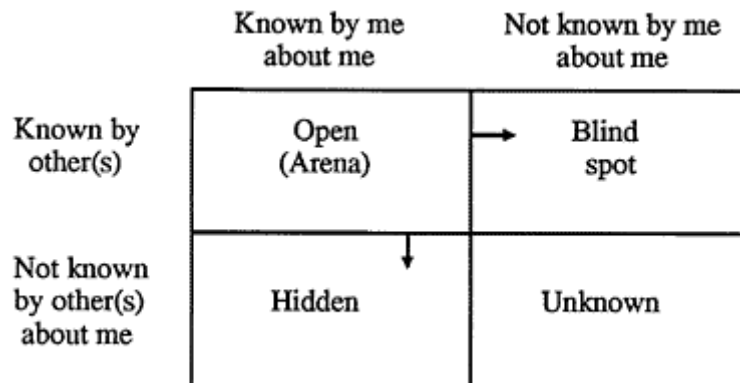 Known by me
about me
Not known by me
about me
Known by
other(s)
Open
(Arena)
Blind
spot
Not known
by other(s)
about me
Hidden
Unknown